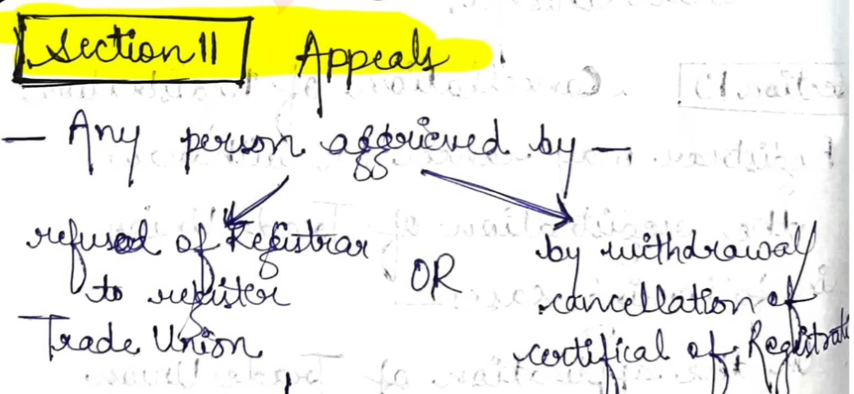 Section 11 Appeals
— Any person aggrieved by —
refusal of Registrar
to register
Trade Union
OR
by withdrawal/
cancellation of
certifical of Registrati